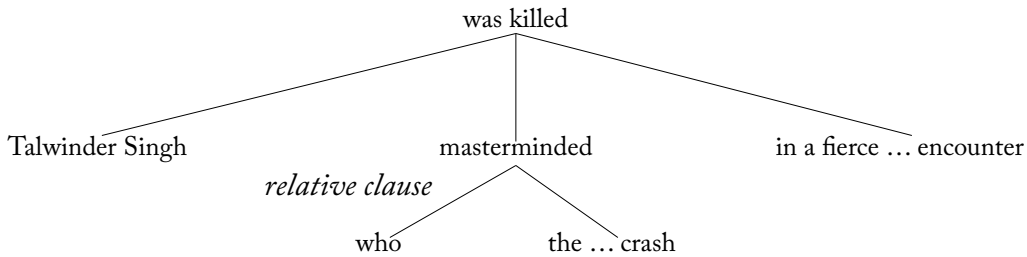 was killed
Talwinder Singh masterminded in a fierce … encounter
relative clause
who the … crash